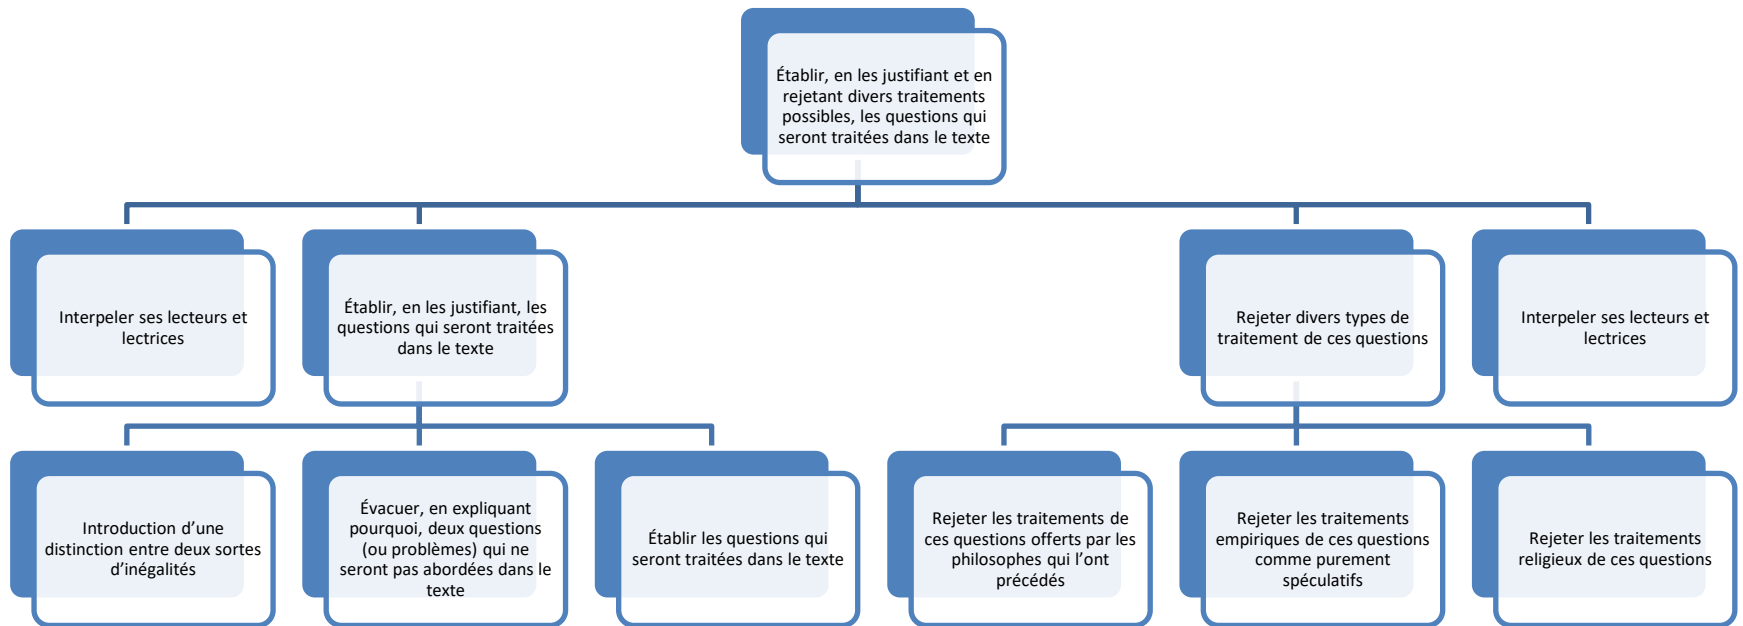 Établir, en les justifiant et en
rejetant divers traitements
possibles, les questions qui
seront traitées dans le texte
Interpeler ses lecteurs et
lectrices
Établir, en les justifiant, les
questions qui seront traitées
dans le texte
Rejeter divers types de
traitement de ces questions
Interpeler ses lecteurs et
lectrices
Introduction d’une
distinction entre deux sortes
d’inégalités
Évacuer, en expliquant
pourquoi, deux questions
(ou problèmes) qui ne
seront pas abordées dans le
texte
Établir les questions qui
seront traitées dans le texte
Rejeter les traitements de
ces questions offerts par les
philosophes qui l’ont
précédés
Rejeter les traitements
empiriques de ces questions
comme purement
spéculatifs
Rejeter les traitements
religieux de ces questions